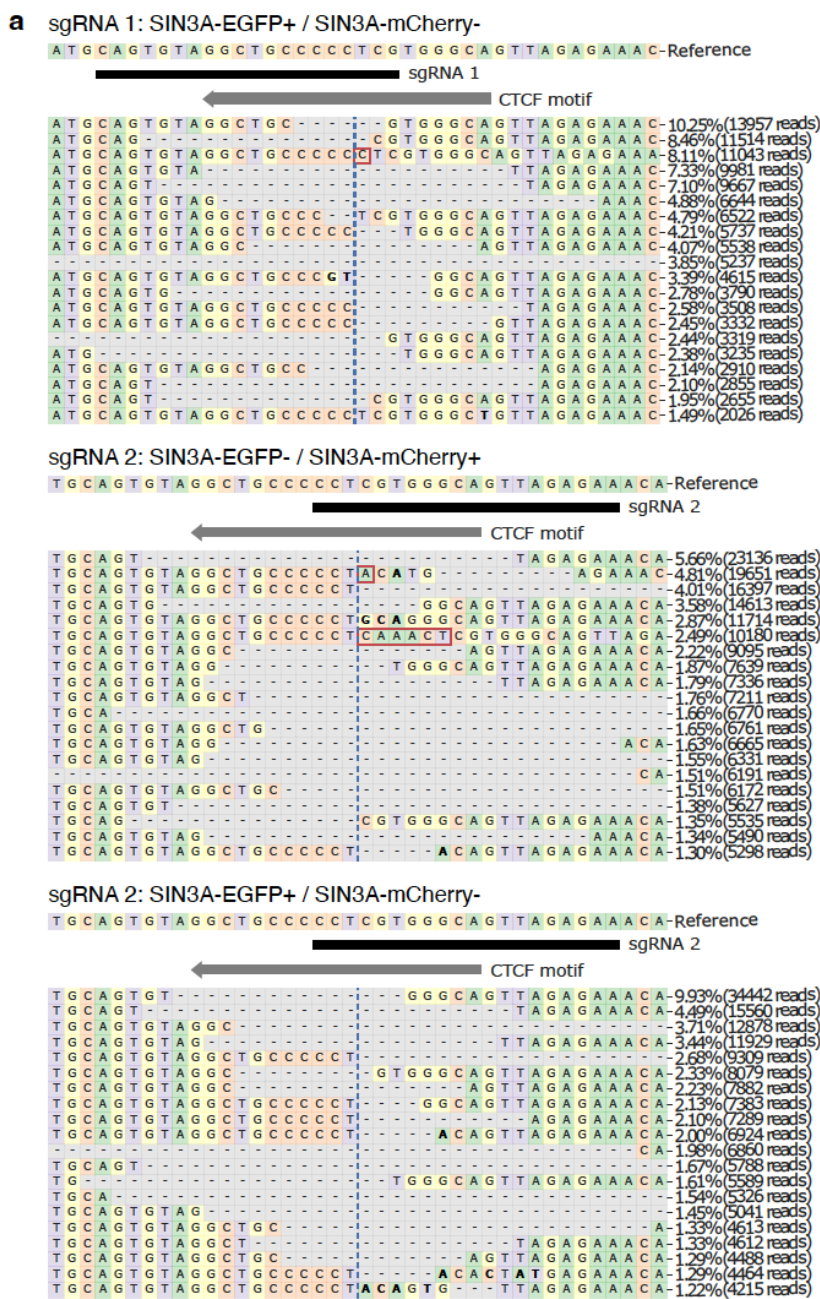 a sgRNA 1: SIN3A-EGFP+ / SIN3A-mCherry-
ATGCAGTGTAGGCTGCCCCCTCGTGGGCAGTTAGAGAAAC-Reference
sgRNA 1
CTCF motif
ATGCAGTGTAGGCTGC------GTGGGCAGTTAGAGAAAC-10.25%(13957 reads)
ATGCAG---------------CGTGGGCAGTTAGAGAAAC-8.46%(11514 reads)
ATGCAGTGTAGGCTGCCCCCCTCGTGGGCAGTTAGAGAAA-8.11%(11043 reads)
ATGCAGTGTA--------------------TTAGAGAAAC-7.33%(9981 reads)
ATGCAGT------------------------TAGAGAAAC-7.10%(9667 reads)
ATGCAGTGTAG-------------------------AAAC-4.88%(6644 reads)
ATGCAGTGTAGGCTGCCC--TCGTGGGCAGTTAGAGAAAC-4.79%(6522 reads)
ATGCAGTGTAGGCTGCCCCC---TGGGCAGTTAGAGAAAC-4.21%(5737 reads)
ATGCAGTGTAGGC---------------AGTTAGAGAAAC-4.07%(5538 reads)
-----------------------------------------3.85%(5237 reads)
ATGCAGTGTAGGCTGCCCGT-----GGCAGTTAGAGAAAC-3.39%(4615 reads)
ATGCAGTG-----------------GGCAGTTAGAGAAAC-2.78%(3790 reads)
ATGCAGTGTAGGCTGCCCCC-----------TAGAGAAAC-2.58%(3508 reads)
ATGCAGTGTAGGCTGCCCCC---------GTTAGAGAAAC-2.45%(3332 reads)
----------------------GTGGGCAGTTAGAGAAAC-2.44%(3319 reads)
ATG--------------------TGGGCAGTTAGAGAAAC-2.38%(3235 reads)
ATGCAGTGTAGGCTGCC---------------AGAGAAAC-2.14%(2910 reads)
ATGCAGT-------------------------AGAGAAAC-2.10%(2855 reads)
ATGCAGT--------------CGTGGGCAGTTAGAGAAAC-1.95%(2655 reads)
ATGCAGTGTAGGCTGCCCCCTCGTGGGCTGTTAGAGAAAC-1.49%(2026 reads)
sgRNA 2: SIN3A-EGFP- / SIN3A-mCherry+
TGCAGTGTAGGCTGCCCCCTCGTGGGCAGTTAGAGAAACA-Reference
sgRNA 2
CTCF motif
TGCAGT------------------------TAGAGAAACA-5.66%(23136 reads)
TGCAGTGTAGGCTGCCCCCTACATG---------AGAAAC-4.81%(19651 reads)
TGCAGTGTAGGCTGCCCCCT---------------------4.01%(16397 reads)
TGCAGTG-----------------GGCAGTTAGAGAAACA-3.58%(14613 reads)
TGCAGTGTAGGCTGCCCCCTGCAGGGCAGTTAGAGAAACA-2.87%(11714 reads)
TGCAGTGTAGGCTGCCCCCTCAAACTCGTGGGCAGTTAGA-2.49%(10180 reads)
TGCAGTGTAGGC---------------AGTTAGAGAAACA-2.22%(9095 reads)
TGCAGTGTAGG-----------TGGGCAGTTAGAGAAACA-1.87%(7639 reads)
TGCAGTGTAG-------------------TTAGAGAAACA-1.79%(7336 reads)
TGCAGTGTAGGCT----------------------------1.76%(7211 reads)
TGCA-------------------------------------1.66%(6770 reads)
TGCAGTGTAGGCTG---------------------------1.65%(6761 reads)
TGCAGTGTAGG--------------------------ACA-1.63%(6665 reads)
TGCAGTGTAG-------------------------------1.55%(6331 reads)
--------------------------------------CA-1.51%(6191 reads)
TGCAGTGTAGGCTGC--------------------------1.51%(6172 reads)
TGCAGTGT---------------------------------1.38%(5627 reads)
TGCAG---------------CGTGGGCAGTTAGAGAAACA-1.35%(5535 reads)
TGCAGTGTAG-------------------------AAACA-1.34%(5490 reads)
TGCAGTGTAGGCTGCCCCCT-----ACAGTTAGAGAAACA-1.30%(5298 reads)
sgRNA 2: SIN3A-EGFP+ / SIN3A-mCherry-
TGCAGTGTAGGCTGCCCCCTCGTGGGCAGTTAGAGAAACA-Reference
sgRNA 2
CTCF motif
TGCAGTGT---------------GGGCAGTTAGAGAAACA-9.93%(34442 reads)
TGCAGT------------------------TAGAGAAACA-4.49%(15560 reads)
TGCAGTGTAGGC-----------------------------3.71%(12878 reads)
TGCAGTGTAG-------------------TTAGAGAAACA-3.44%(11929 reads)
TGCAGTGTAGGCTGCCCCCT---------------------2.68%(9309 reads)
TGCAGTGTAGGC---------GTGGGCAGTTAGAGAAACA-2.33%(8079 reads)
TGCAGTGTAGGC---------------AGTTAGAGAAACA-2.23%(7882 reads)
TGCAGTGTAGGCTGCCCCCT----GGCAGTTAGAGAAACA-2.13%(7383 reads)
TGCAGTGTAGGCTGCCCCCT-----------AGAGAAACA-2.10%(7289 reads)
TGCAGTGTAGGCTGCCCCCT-----ACAGTTAGAGAAACA-2.00%(6924 reads)
--------------------------------------CA-1.98%(6860 reads)
TGCAGT-----------------------------------1.67%(5788 reads)
TG--------------------TGGGCAGTTAGAGAAACA-1.61%(5589 reads)
TGCA-------------------------------------1.54%(5326 reads)
TGCAGTGTAG-------------------------------1.45%(5041 reads)
TGCAGTGTAGGCTGC------------------------A-1.33%(4613 reads)
TGCAGTGTAGGCT-----------------TAGAGAAACA-1.33%(4612 reads)
TGCAGTGTAGGCTGC------------AGTTAGAGAAACA-1.29%(4488 reads)
TGCAGTGTAGGCTGCCCCCT-----ACACTATGAGAAACA-1.29%(4464 reads)
TGCAGTGTAGGCTGCCCCCTACAGTG---TTAGAGAAACA-1.22%(4215 reads)